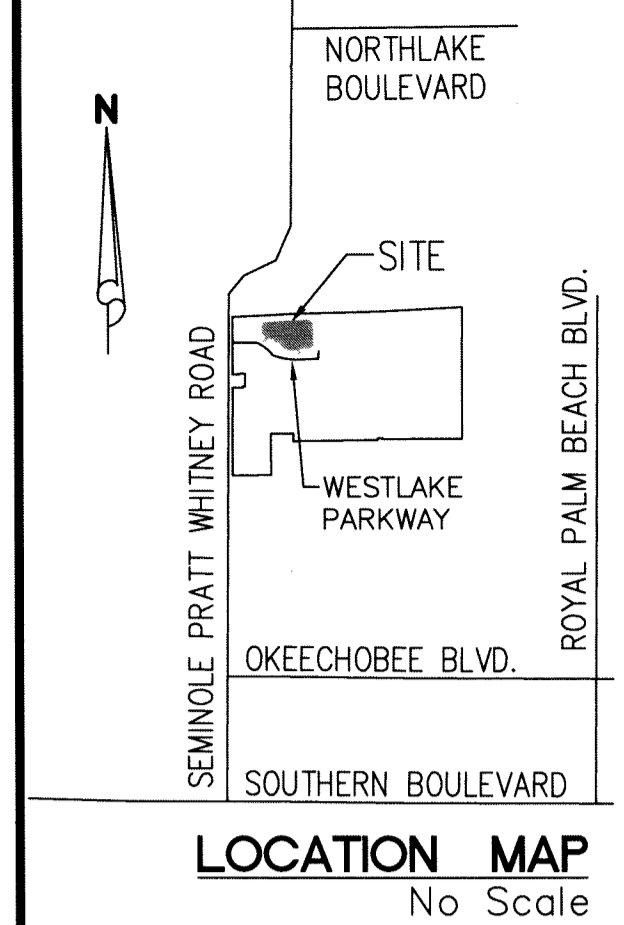 NORTHLAKE
BOULEVARD
N
SITE
SEMINOLE PRATT WHITNEY ROAD
ROYAL PALM BEACH BLVD.
WESTLAKE
PARKWAY
OKEECHOBEE BLVD.
SOUTHERN BOULEVARD
LOCATION MAP
No Scale